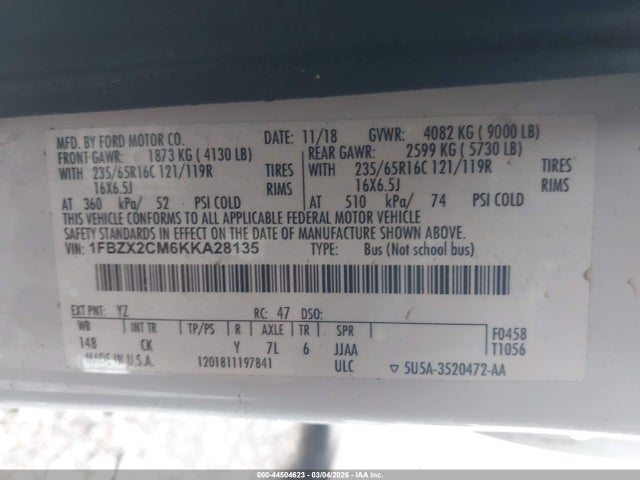 MFD. BY FORD MOTOR CO. DATE: 11/18 GVWR: 4082 KG ( 9000 LB)
FRONT GAWR: 1873 KG ( 4130 LB) REAR GAWR: 2599 KG ( 5730 LB)
WITH 235/65R16C 121/119R TIRES WITH 235/65R16C 121/119R TIRES
16X6.5J RIMS 16X6.5J RIMS
AT 360 kPa/ 52 PSI COLD AT 510 kPa/ 74 PSI COLD
THIS VEHICLE CONFORMS TO ALL APPLICABLE FEDERAL MOTOR VEHICLE
SAFETY STANDARDS IN EFFECT ON THE DATE OF MANUFACTURE SHOWN ABOVE.
VIN: 1FBZX2CM6KKA28135 TYPE: Bus (Not School bus)
EXT PNT: YZ RC: 47 DSO:
WB INT TR TP/PS R AXLE TR SPR F0458
148 CK Y 7L 6 JJAA T1056
MADE IN U.S.A. 1201811197841 ULC ▽ 5U5A-3520472-AA
000-44504623 - 03/04/2026 - IAA Inc.